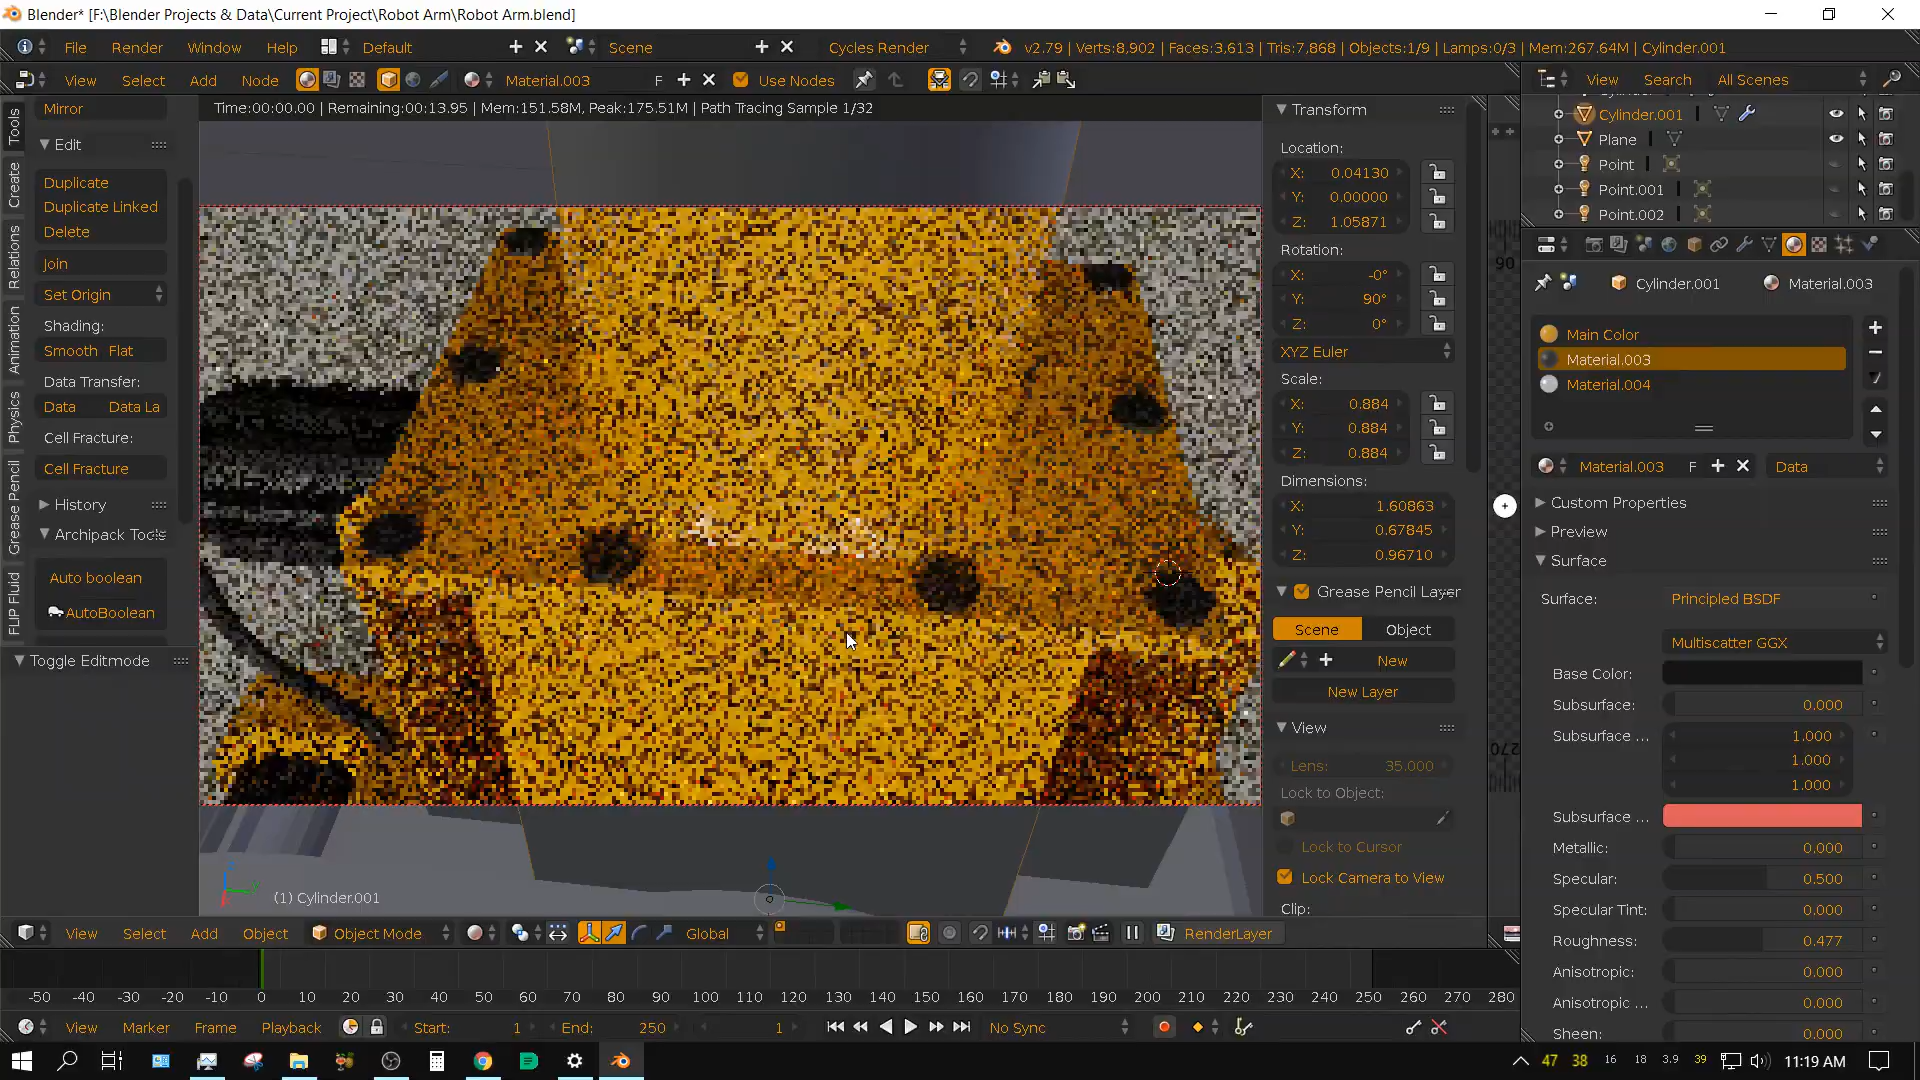 Blender* [F:\Blender Projects & Data\Current Project\Robot Arm\Robot Arm.blend]
File Render Window Help Default Scene Cycles Render v2.79 | Verts:8,902 | Faces:3,613 | Tris:7,868 | Objects:1/9 | Lamps:0/3 | Mem:267.64M | Cylinder.001
View Select Add Node Material.003 F Use Nodes
View Search All Scenes
Time:00:00.00 | Remaining:00:13.95 | Mem:151.58M, Peak:175.51M | Path Tracing Sample 1/32
Tools
Create
Relations
Animation
Physics
Grease Pencil
FLIP Fluid
Mirror
Edit
Duplicate
Duplicate Linked
Delete
Join
Set Origin
Shading:
Smooth Flat
Data Transfer:
Data Data La
Cell Fracture:
Cell Fracture
History
Archipack Tools
Auto boolean
AutoBoolean
Toggle Editmode
(1) Cylinder.001
Transform
Location:
X: 0.04130
Y: 0.00000
Z: 1.05871
Rotation:
X: -0°
Y: 90°
Z: 0°
XYZ Euler
Scale:
X: 0.884
Y: 0.884
Z: 0.884
Dimensions:
X: 1.60863
Y: 0.67845
Z: 0.96710
Grease Pencil Layer
Scene Object
New
New Layer
View
Lens: 35.000
Lock to Object:
Lock to Cursor
Lock Camera to View
Clip:
90
270
Cylinder.001
Plane
Point
Point.001
Point.002
Cylinder.001 Material.003
Main Color
Material.003
Material.004
Material.003 F Data
Custom Properties
Preview
Surface
Surface: Principled BSDF
Multiscatter GGX
Base Color:
Subsurface: 0.000
Subsurface ... 1.000
1.000
1.000
Subsurface ...
Metallic: 0.000
Specular: 0.500
Specular Tint: 0.000
Roughness: 0.477
Anisotropic: 0.000
Anisotropic ... 0.000
Sheen: 0.000
View Select Add Object Object Mode Global RenderLayer
-50 -40 -30 -20 -10 0 10 20 30 40 50 60 70 80 90 100 110 120 130 140 150 160 170 180 190 200 210 220 230 240 250 260 270 280
View Marker Frame Playback Start: 1 End: 250 1 No Sync
47 38 16 18 3.9 39 11:19 AM